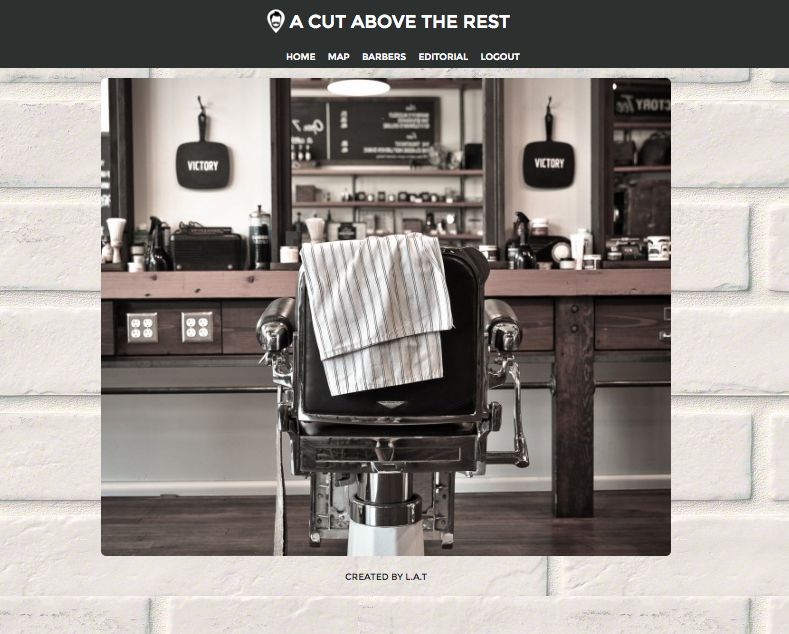 A CUT ABOVE THE REST
HOME MAP BARBERS EDITORIAL LOGOUT
VICTORY
VICTORY
CREATED BY L.A.T